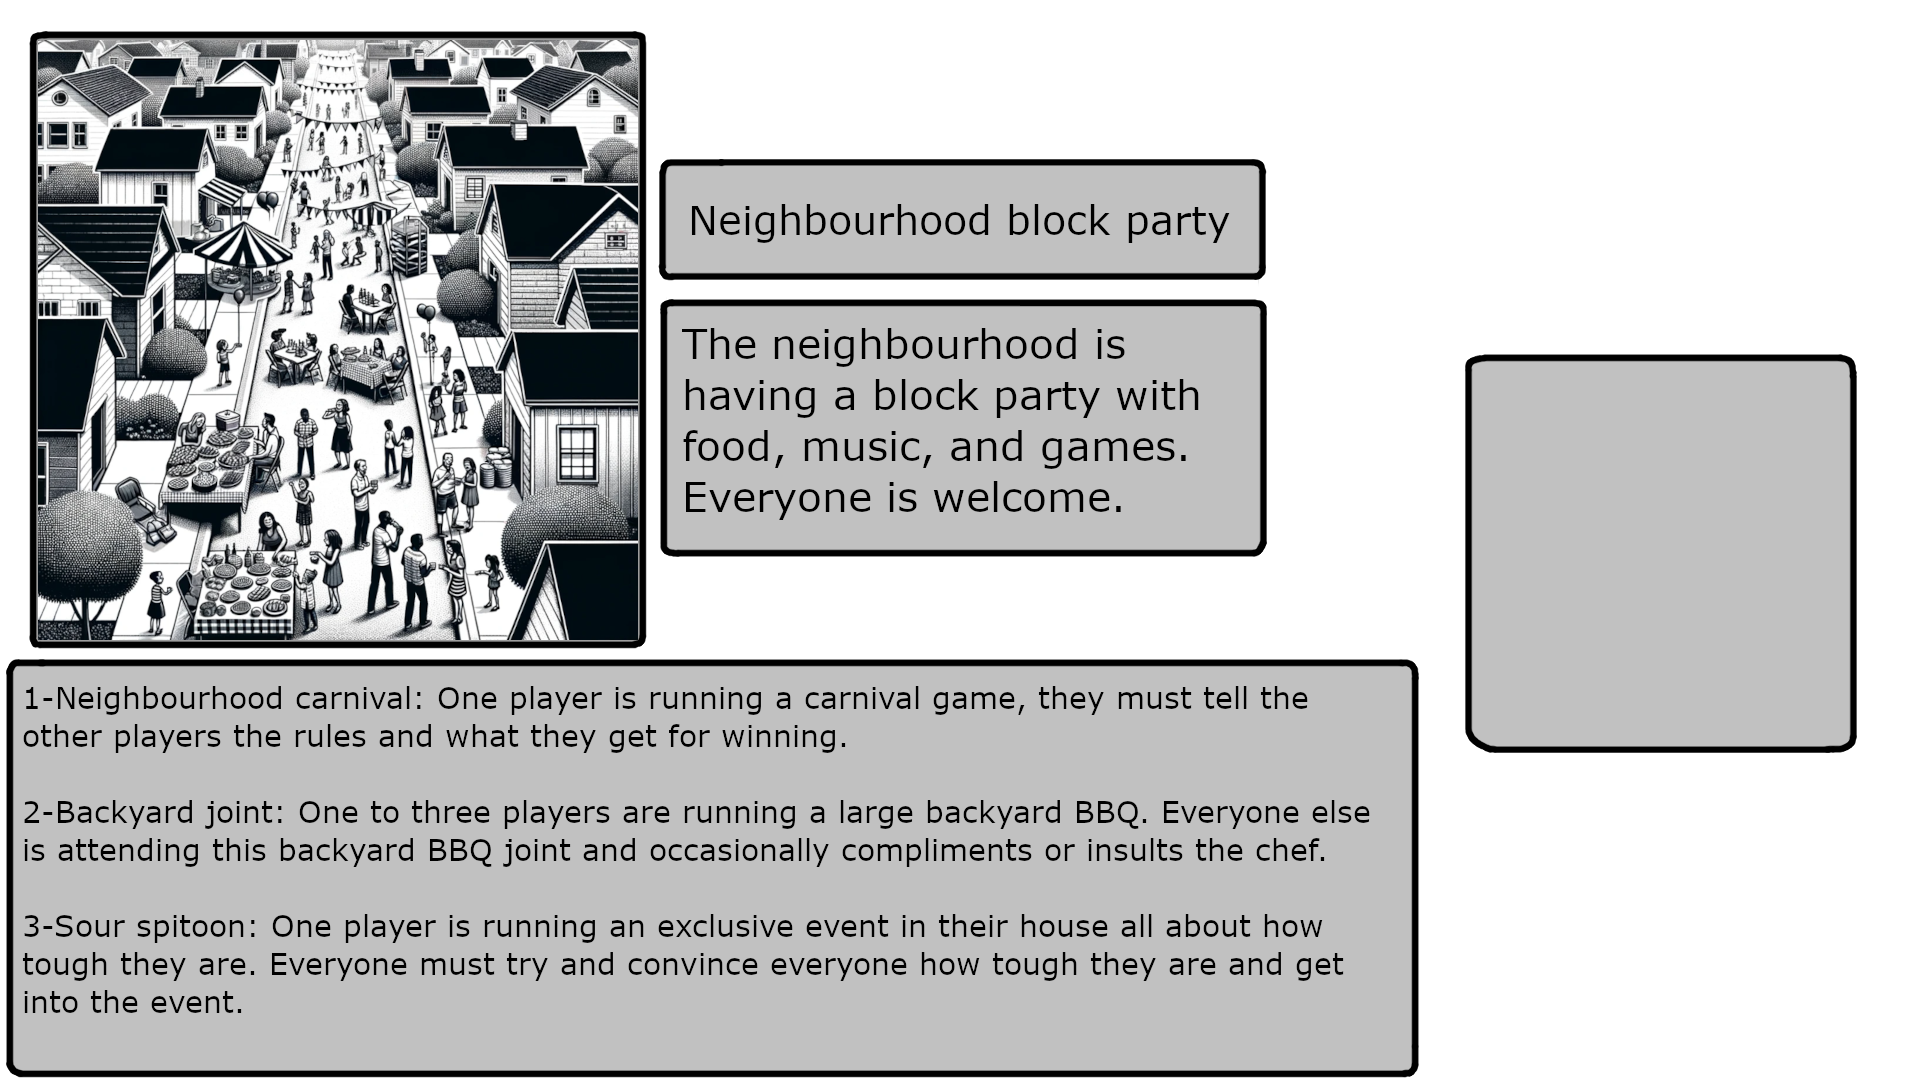 Neighbourhood block party
The neighbourhood is
having a block party with
food, music, and games.
Everyone is welcome.
1-Neighbourhood carnival: One player is running a carnival game, they must tell the
other players the rules and what they get for winning.
2-Backyard joint: One to three players are running a large backyard BBQ. Everyone else
is attending this backyard BBQ joint and occasionally compliments or insults the chef.
3-Sour spitoon: One player is running an exclusive event in their house all about how
tough they are. Everyone must try and convince everyone how tough they are and get
into the event.